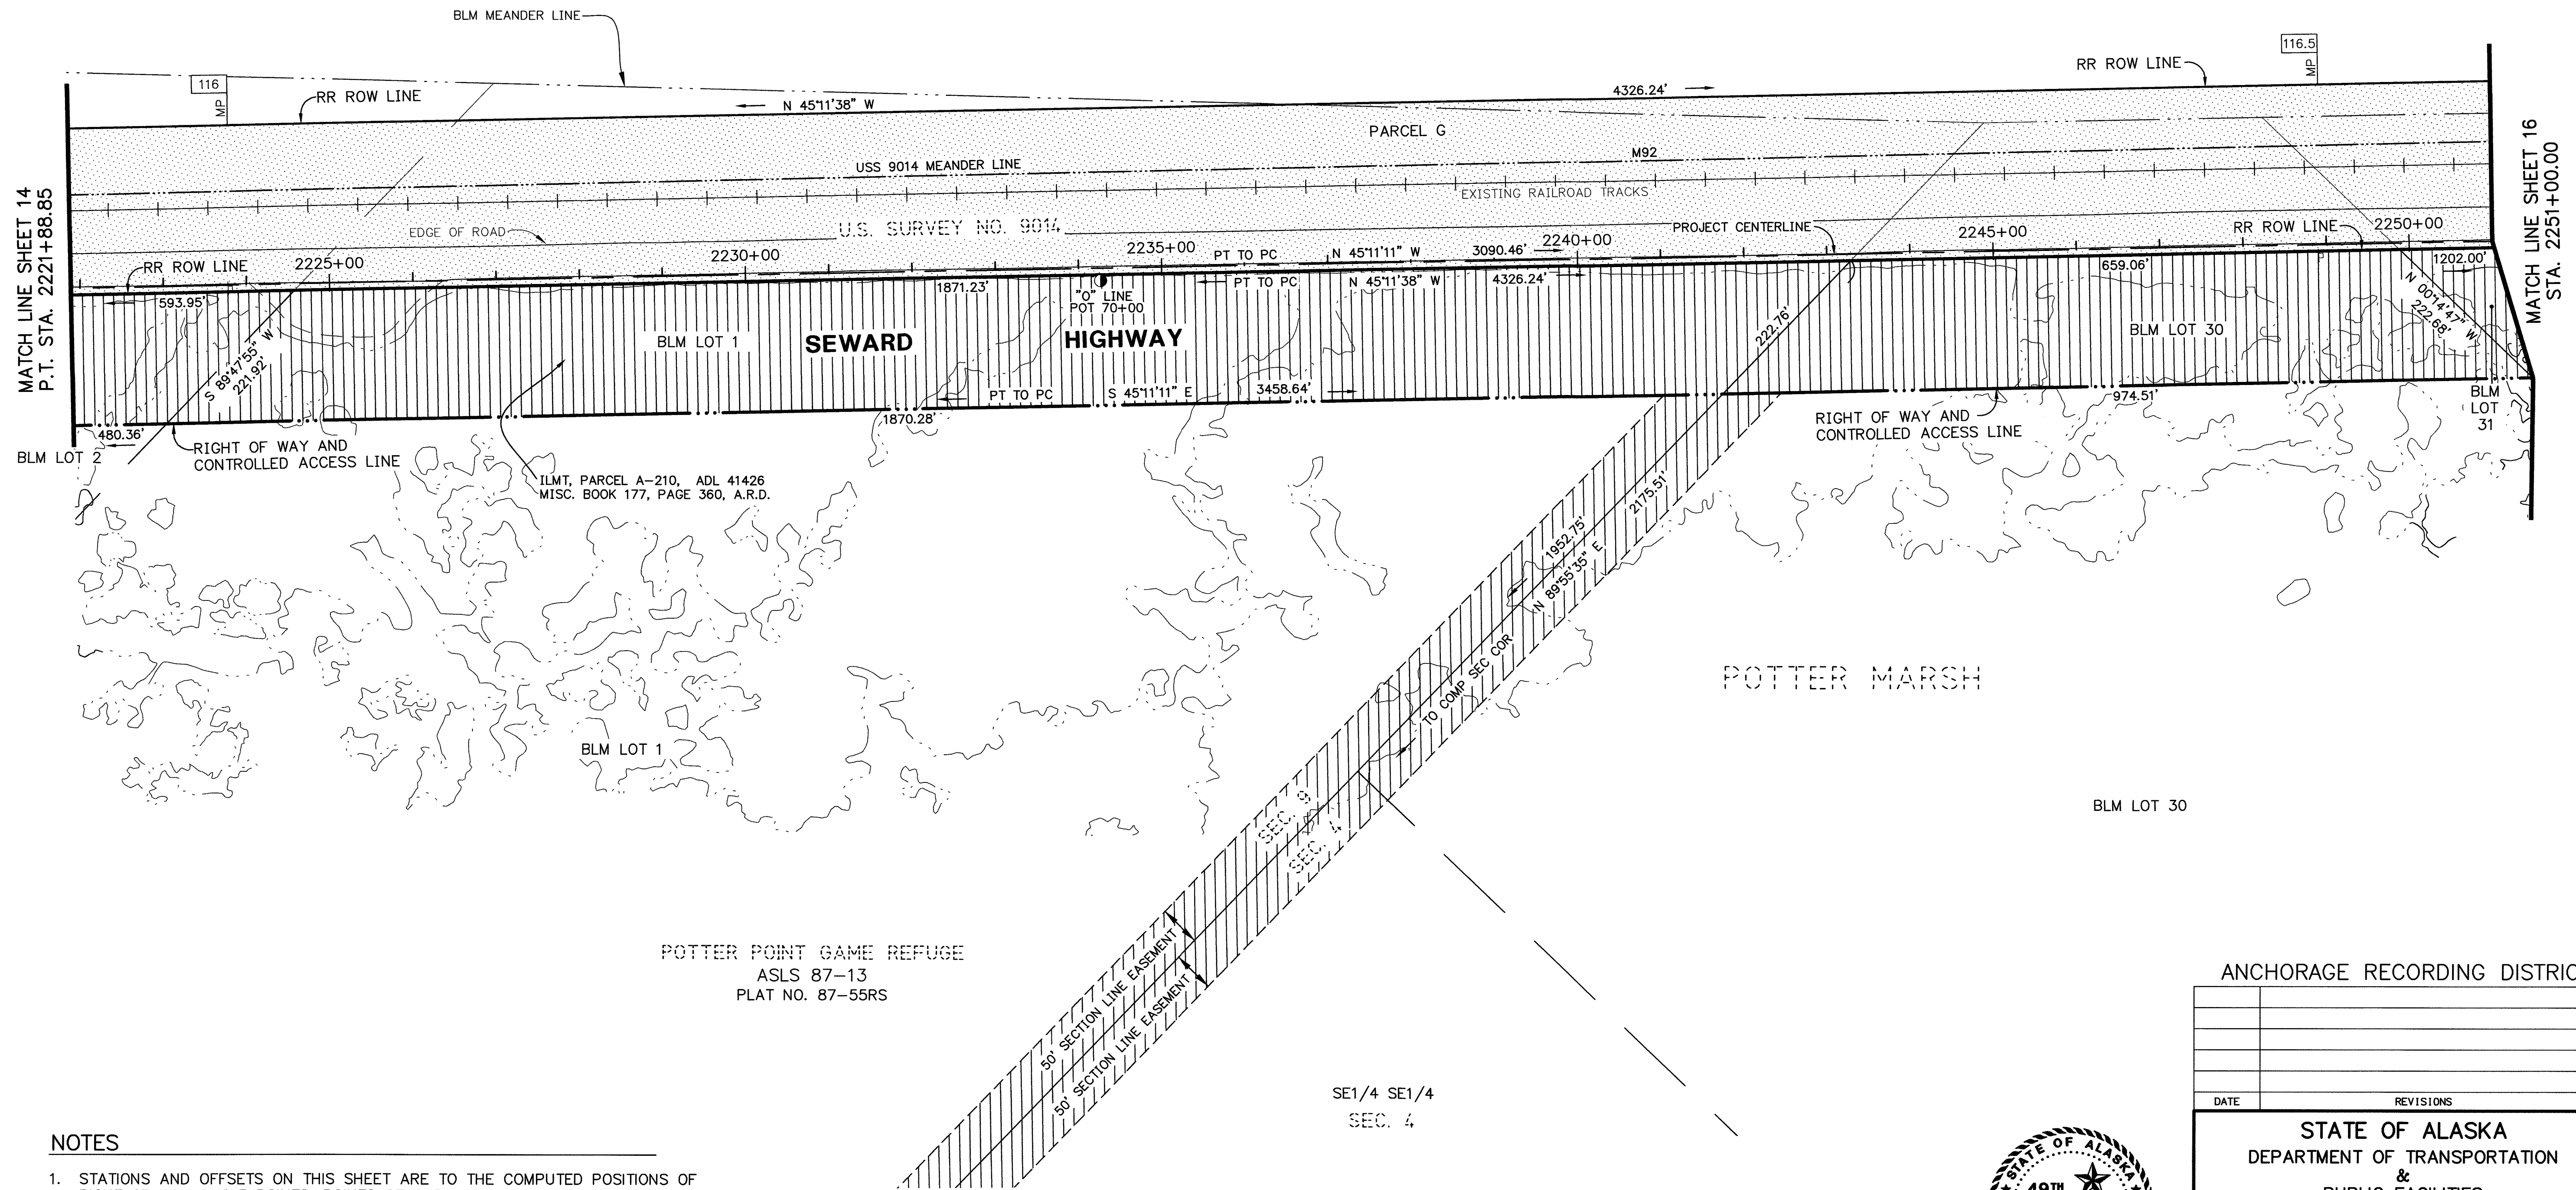 BLM MEANDER LINE
116
MP
RR ROW LINE
N 45°11'38" W
4326.24'
RR ROW LINE
116.5
MP
PARCEL G
USS 9014 MEANDER LINE
M92
EXISTING RAILROAD TRACKS
EDGE OF ROAD
U.S. SURVEY NO. 9014
PROJECT CENTERLINE
RR ROW LINE
MATCH LINE SHEET 14
P.T. STA. 2221+88.85
MATCH LINE SHEET 16
STA. 2251+00.00
RR ROW LINE
2225+00
2230+00
2235+00
2240+00
2245+00
2250+00
PT TO PC
N 45°11'11" W
3090.46'
593.95'
1871.23'
PT TO PC
N 45°11'38" W
4326.24'
659.06'
1202.00'
"O" LINE
POT 70+00
S 89°47'55" W
221.92'
BLM LOT 1
SEWARD
HIGHWAY
222.76'
BLM LOT 30
N 00°14'47" W
222.68'
PT TO PC
S 45°11'11" E
3458.64'
480.36'
1870.28'
974.51'
BLM LOT 2
RIGHT OF WAY AND
CONTROLLED ACCESS LINE
RIGHT OF WAY AND
CONTROLLED ACCESS LINE
BLM
LOT
31
ILMT, PARCEL A-210, ADL 41426
MISC. BOOK 177, PAGE 360, A.R.D.
2175.51'
1952.75'
N 89°55'35" E
TO COMP SEC COR
POTTER MARSH
BLM LOT 1
BLM LOT 30
SEC. 9
SEC. 4
POTTER POINT GAME REFUGE
ASLS 87-13
PLAT NO. 87-55RS
50' SECTION LINE EASEMENT
50' SECTION LINE EASEMENT
SE1/4 SE1/4
SEC. 4
ANCHORAGE RECORDING DISTRIC
DATE
REVISIONS
STATE OF ALASKA
DEPARTMENT OF TRANSPORTATION
&
PUBLIC FACILITIES
STATE OF ALASKA
49TH
NOTES
1. STATIONS AND OFFSETS ON THIS SHEET ARE TO THE COMPUTED POSITIONS OF